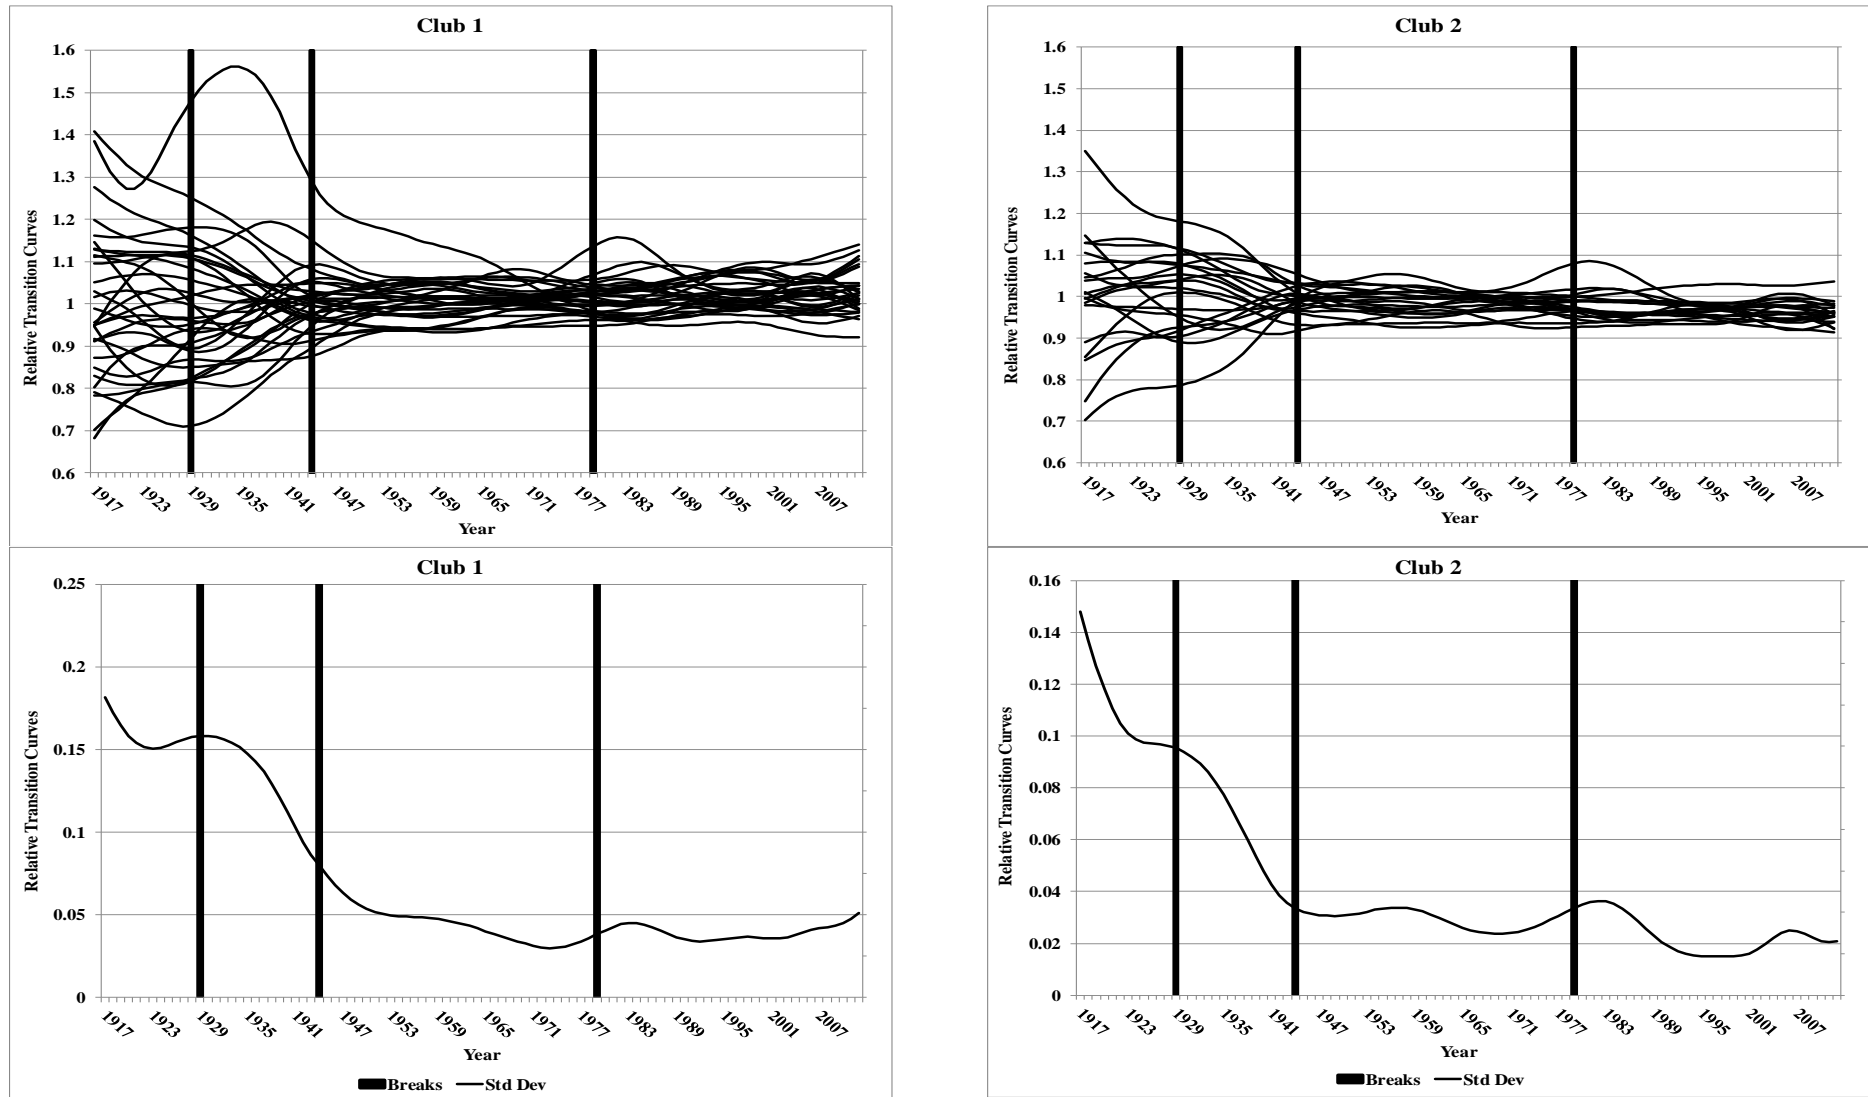 Club 1
Relative Transition Curves
1.6
1.5
1.4
1.3
1.2
1.1
1
0.9
0.8
0.7
0.6
1917 1923 1929 1935 1941 1947 1953 1959 1965 1971 1977 1983 1989 1995 2001 2007
Year
Club 2
Relative Transition Curves
1.6
1.5
1.4
1.3
1.2
1.1
1
0.9
0.8
0.7
0.6
1917 1923 1929 1935 1941 1947 1953 1959 1965 1971 1977 1983 1989 1995 2001 2007
Year
Club 1
Relative Transition Curves
0.25
0.2
0.15
0.1
0.05
0
1917 1923 1929 1935 1941 1947 1953 1959 1965 1971 1977 1983 1989 1995 2001 2007
Year
Breaks Std Dev
Club 2
Relative Transition Curves
0.16
0.14
0.12
0.1
0.08
0.06
0.04
0.02
0
1917 1923 1929 1935 1941 1947 1953 1959 1965 1971 1977 1983 1989 1995 2001 2007
Year
Breaks Std Dev